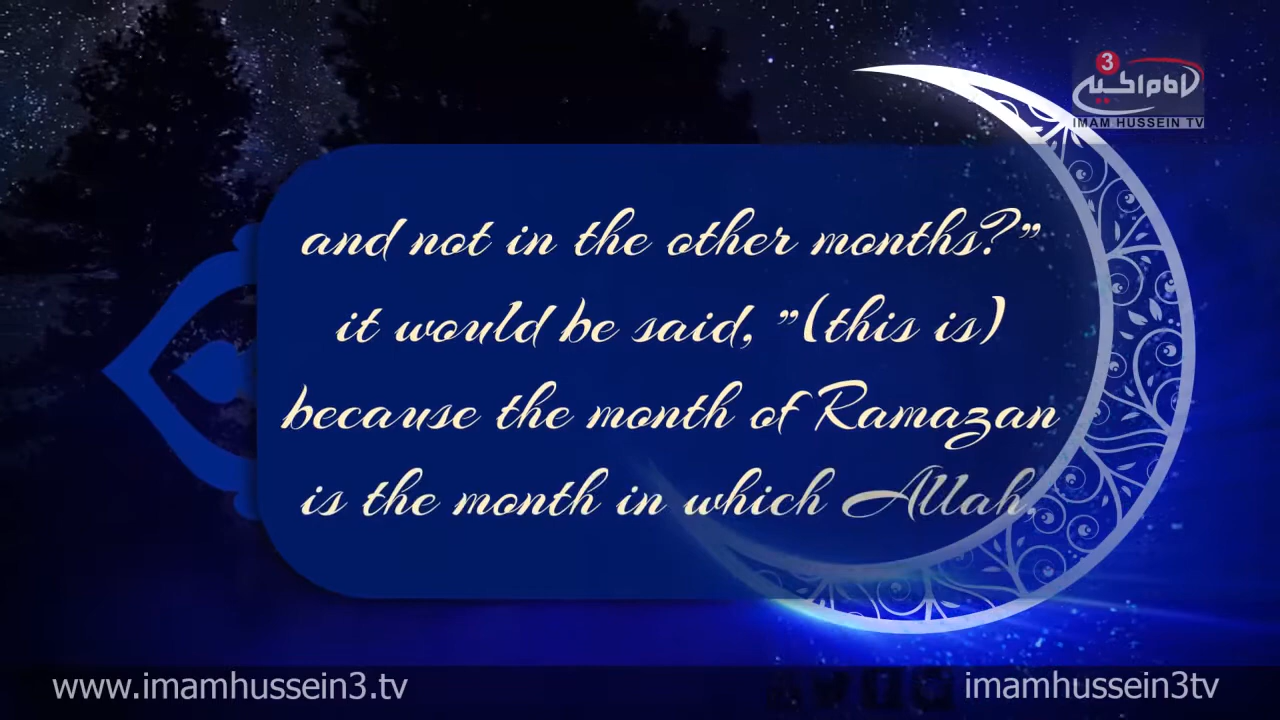 3
IMAM HUSSEIN TV
and not in the other months?”
it would be said, ”(this is)
because the month of Ramazan
is the month in which Allah,
www.imamhussein3.tv
imamhussein3tv